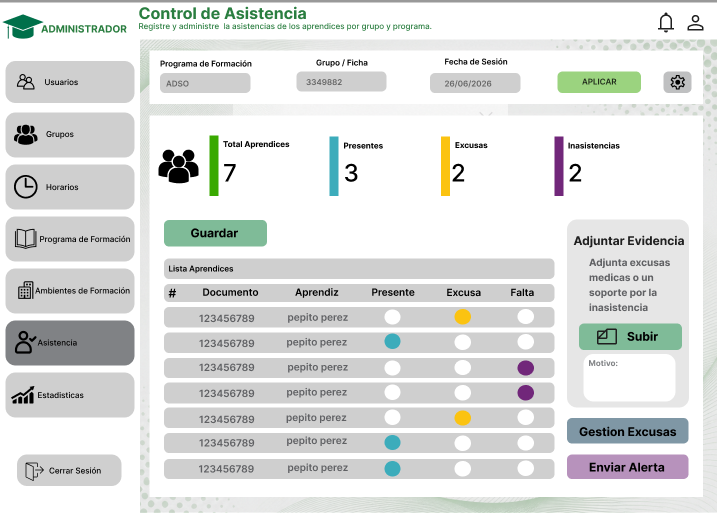 ADMINISTRADOR
Control de Asistencia
Registre y administre la asistencias de los aprendices por grupo y programa.
Usuarios
Grupos
Horarios
Programa de Formación
Ambientes de Formación
Asistencia
Estadisticas
Cerrar Sesión
Programa de Formación
Grupo / Ficha
Fecha de Sesión
ADSO
3349882
26/06/2026
APLICAR
Total Aprendices
7
Presentes
3
Excusas
2
Inasistencias
2
Guardar
Lista Aprendices
# Documento Aprendiz Presente Excusa Falta
123456789 pepito perez
123456789 pepito perez
123456789 pepito perez
123456789 pepito perez
123456789 pepito perez
123456789 pepito perez
123456789 pepito perez
Adjuntar Evidencia
Adjunta excusas
medicas o un
soporte por la
inasistencia
Subir
Motivo:
Gestion Excusas
Enviar Alerta